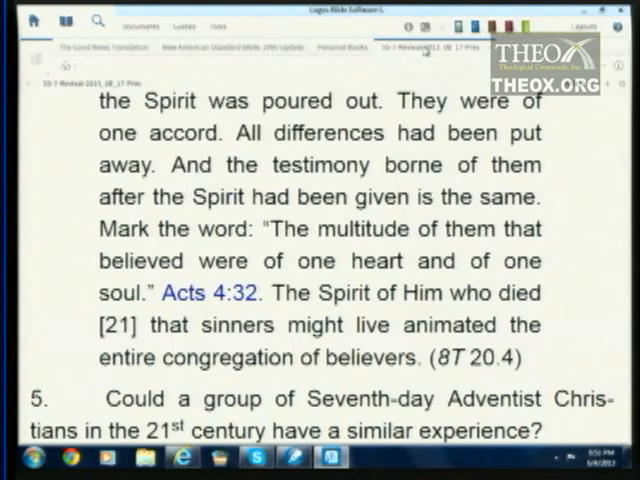 Logos Bible Software 5
Documents Guides Tools Layouts
The Good News Translation New American Standard Bible: 1995 Update Personal Books
THEOX
Theological Crossroads, Inc.
THEOX.ORG
the Spirit was poured out. They were of
one accord. All differences had been put
away. And the testimony borne of them
after the Spirit had been given is the same.
Mark the word: “The multitude of them that
believed were of one heart and of one
soul.” Acts 4:32. The Spirit of Him who died
[21] that sinners might live animated the
entire congregation of believers. (8T 20.4)
5. Could a group of Seventh-day Adventist Chris-
tians in the 21st century have a similar experience?